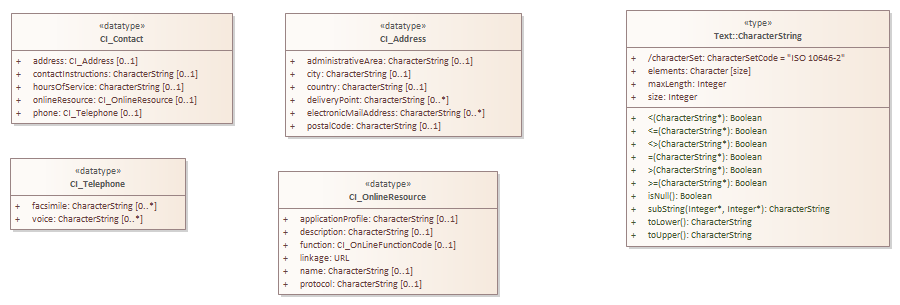 «datatype»
CI_Contact
+ address: CI_Address [0..1]
+ contactInstructions: CharacterString [0..1]
+ hoursOfService: CharacterString [0..1]
+ onlineResource: CI_OnlineResource [0..1]
+ phone: CI_Telephone [0..1]
«datatype»
CI_Address
+ administrativeArea: CharacterString [0..1]
+ city: CharacterString [0..1]
+ country: CharacterString [0..1]
+ deliveryPoint: CharacterString [0..*]
+ electronicMailAddress: CharacterString [0..*]
+ postalCode: CharacterString [0..1]
«type»
Text::CharacterString
+ /characterSet: CharacterSetCode = "ISO 10646-2"
+ elements: Character [size]
+ maxLength: Integer
+ size: Integer
+ <(CharacterString*): Boolean
+ <=(CharacterString*): Boolean
+ <>(CharacterString*): Boolean
+ =(CharacterString*): Boolean
+ >(CharacterString*): Boolean
+ >=(CharacterString*): Boolean
+ isNull(): Boolean
+ subString(Integer*, Integer*): CharacterString
+ toLower(): CharacterString
+ toUpper(): CharacterString
«datatype»
CI_Telephone
+ facsimile: CharacterString [0..*]
+ voice: CharacterString [0..*]
«datatype»
CI_OnlineResource
+ applicationProfile: CharacterString [0..1]
+ description: CharacterString [0..1]
+ function: CI_OnLineFunctionCode [0..1]
+ linkage: URL
+ name: CharacterString [0..1]
+ protocol: CharacterString [0..1]